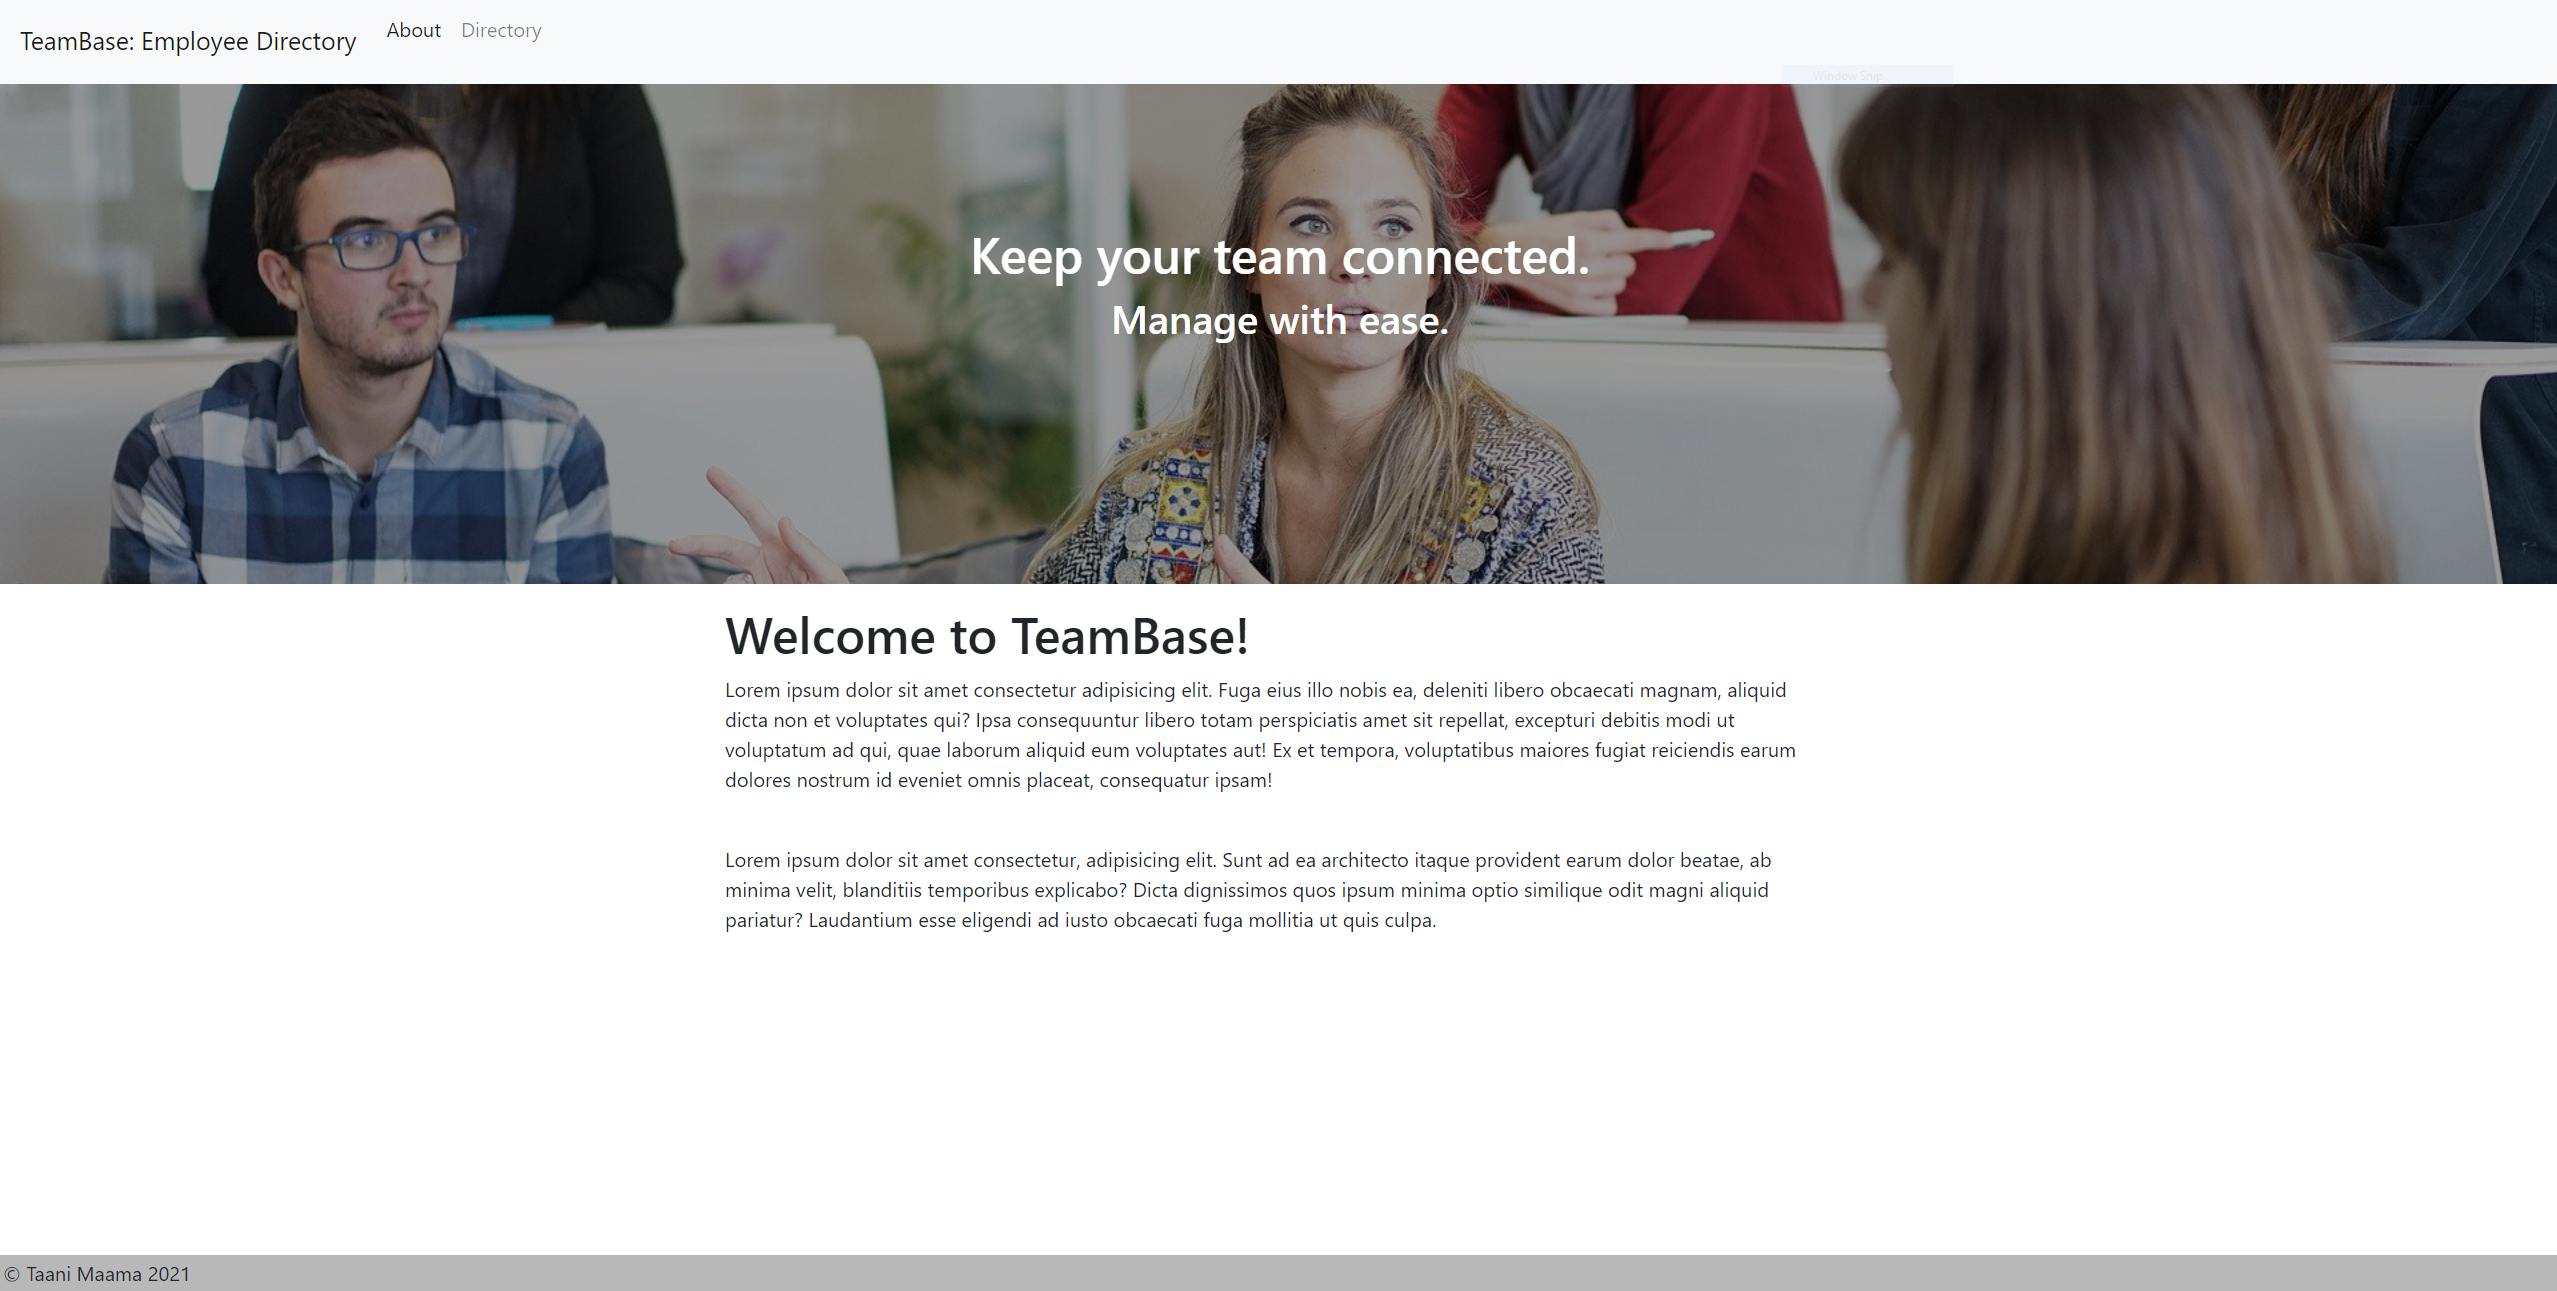 TeamBase: Employee Directory
About
Directory
Window Snip
Keep your team connected.
Manage with ease.
Welcome to TeamBase!
Lorem ipsum dolor sit amet consectetur adipisicing elit. Fuga eius illo nobis ea, deleniti libero obcaecati magnam, aliquid
dicta non et voluptates qui? Ipsa consequuntur libero totam perspiciatis amet sit repellat, excepturi debitis modi ut
voluptatum ad qui, quae laborum aliquid eum voluptates aut! Ex et tempora, voluptatibus maiores fugiat reiciendis earum
dolores nostrum id eveniet omnis placeat, consequatur ipsam!
Lorem ipsum dolor sit amet consectetur, adipisicing elit. Sunt ad ea architecto itaque provident earum dolor beatae, ab
minima velit, blanditiis temporibus explicabo? Dicta dignissimos quos ipsum minima optio similique odit magni aliquid
pariatur? Laudantium esse eligendi ad iusto obcaecati fuga mollitia ut quis culpa.
© Taani Maama 2021